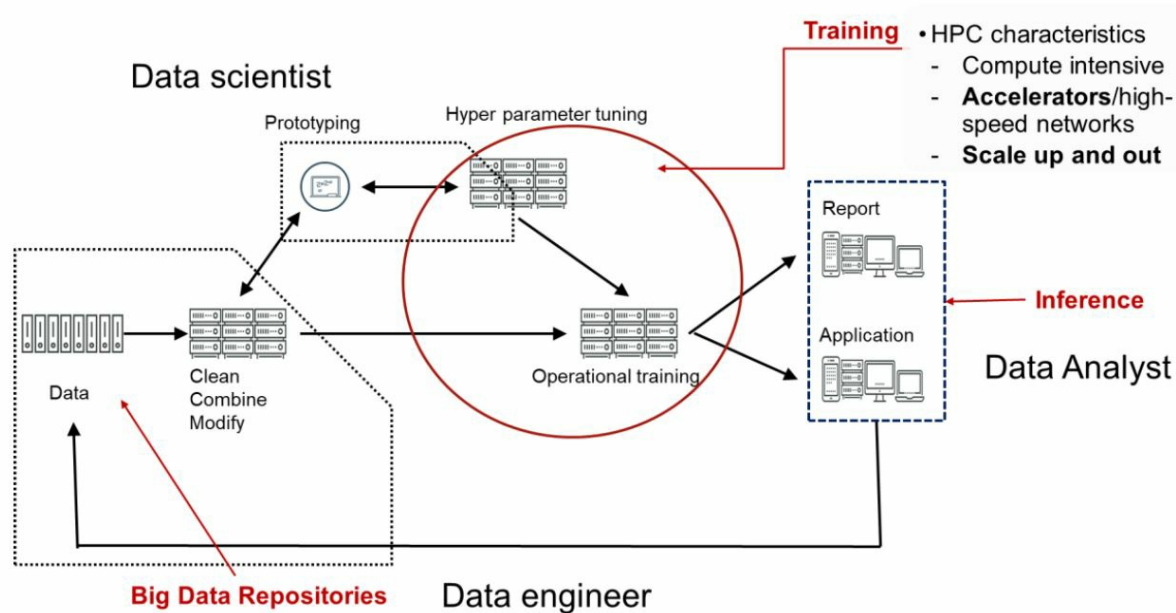 Training
• HPC characteristics
- Compute intensive
- Accelerators/high-
speed networks
- Scale up and out
Data scientist
Prototyping
Hyper parameter tuning
Report
Inference
Application
Data Analyst
Data
Clean
Combine
Modify
Operational training
Big Data Repositories
Data engineer